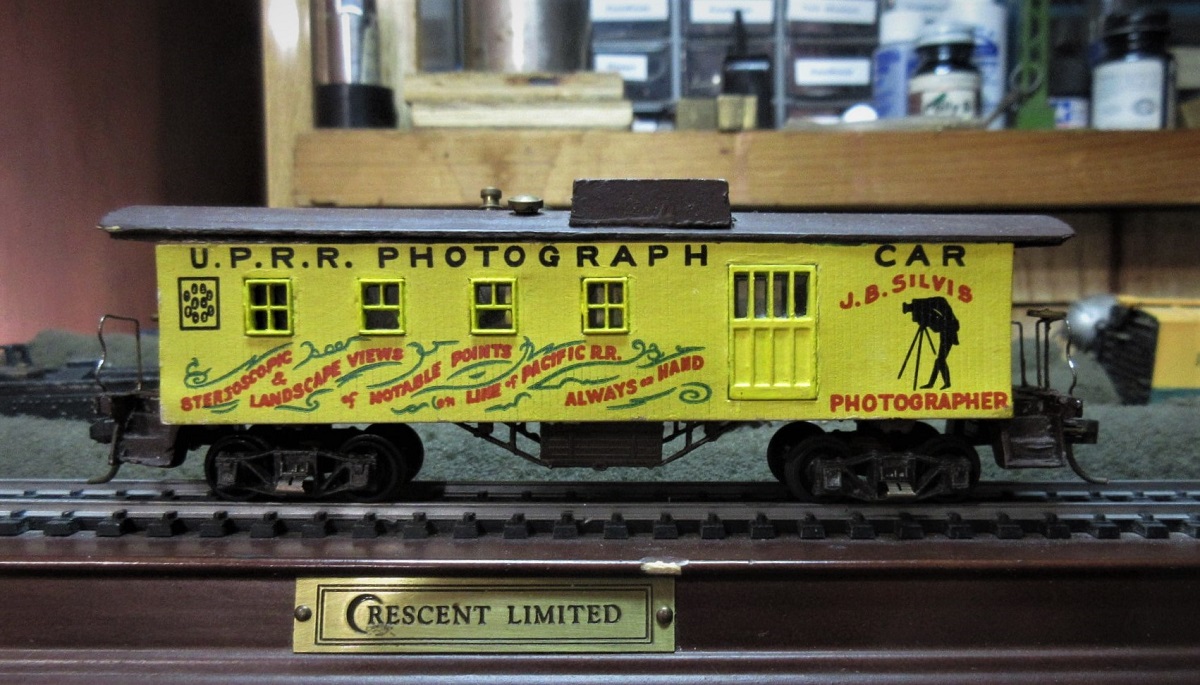 U.P.R.R. PHOTOGRAPH CAR
J.B. SILVIS
STERSOSCOPIC
&
LANDSCAPE VIEWS
of NOTABLE POINTS
on LINE of PACIFIC R.R.
ALWAYS on HAND
PHOTOGRAPHER
CRESCENT LIMITED